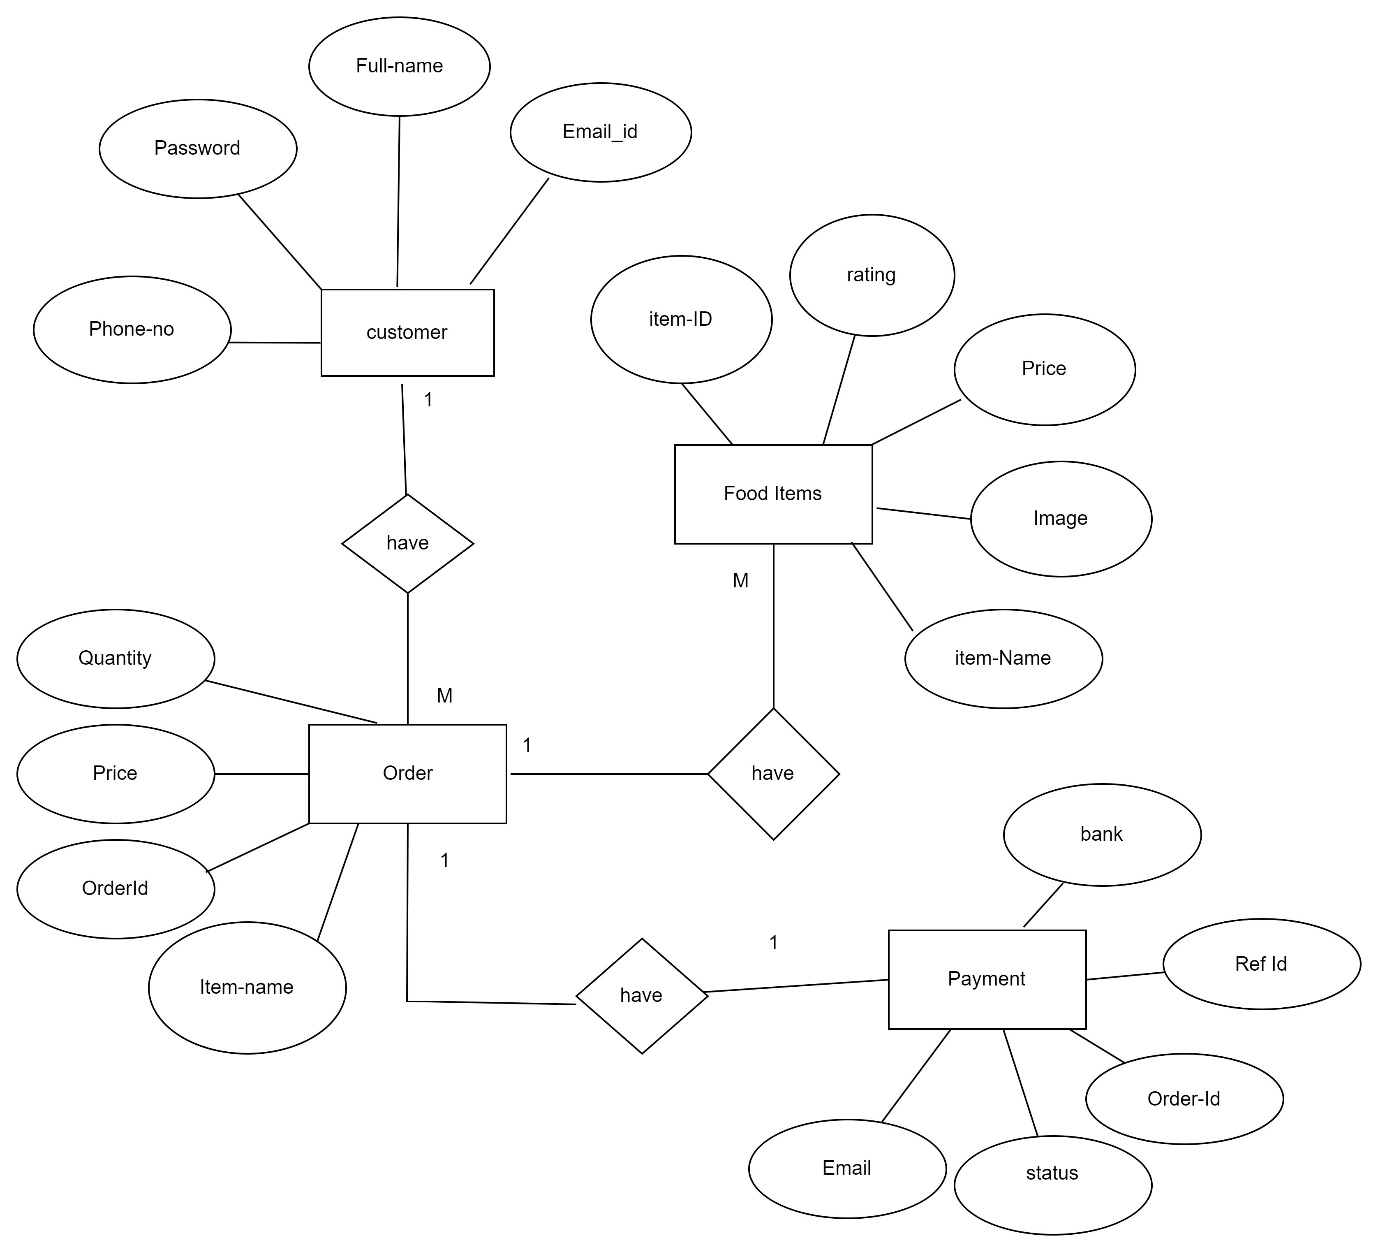 Full-name
Email_id
Password
Phone-no
customer
1
rating
item-ID
Price
Food Items
Image
have
M
item-Name
Quantity
M
1
Price
Order
have
bank
1
OrderId
1
Ref Id
Payment
Item-name
have
Order-Id
Email
status